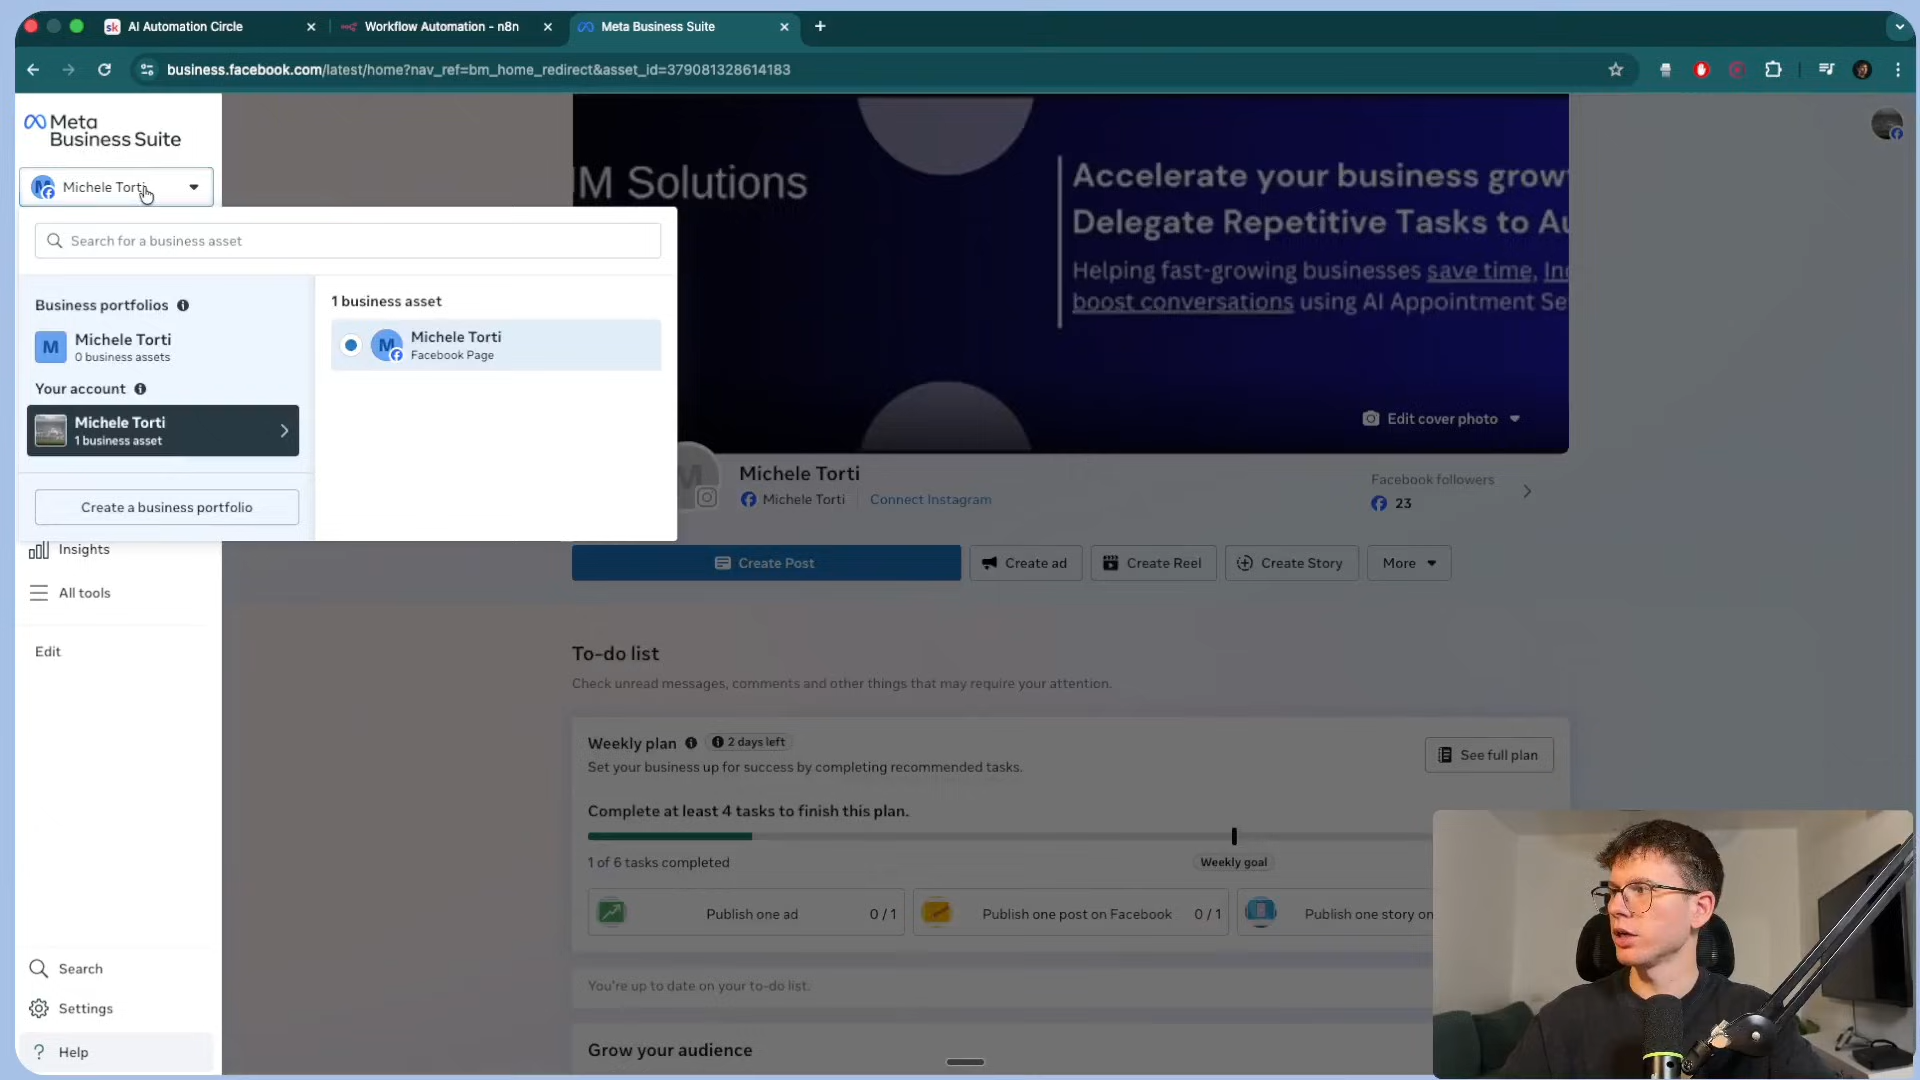 sk AI Automation Circle
Workflow Automation - n8n
Meta Business Suite
business.facebook.com/latest/home?nav_ref=bm_home_redirect&asset_id=379081328614183
Meta
Business Suite
Michele Torti
Search for a business asset
Business portfolios
M Michele Torti
0 business assets
Your account
Michele Torti
1 business asset
Create a business portfolio
1 business asset
M Michele Torti
Facebook Page
Insights
All tools
Edit
Search
Settings
? Help
M Solutions
Accelerate your business grow
Delegate Repetitive Tasks to Au
Helping fast-growing businesses save time, In
boost conversations using AI Appointment Se
Edit cover photo
Michele Torti
Michele Torti
Connect Instagram
Facebook followers
23
Create Post
Create ad
Create Reel
Create Story
More
To-do list
Check unread messages, comments and other things that may require your attention.
Weekly plan
2 days left
Set your business up for success by completing recommended tasks.
See full plan
Complete at least 4 tasks to finish this plan.
1 of 6 tasks completed
Weekly goal
Publish one ad 0 / 1
Publish one post on Facebook 0 / 1
Publish one story on
You're up to date on your to-do list.
Grow your audience